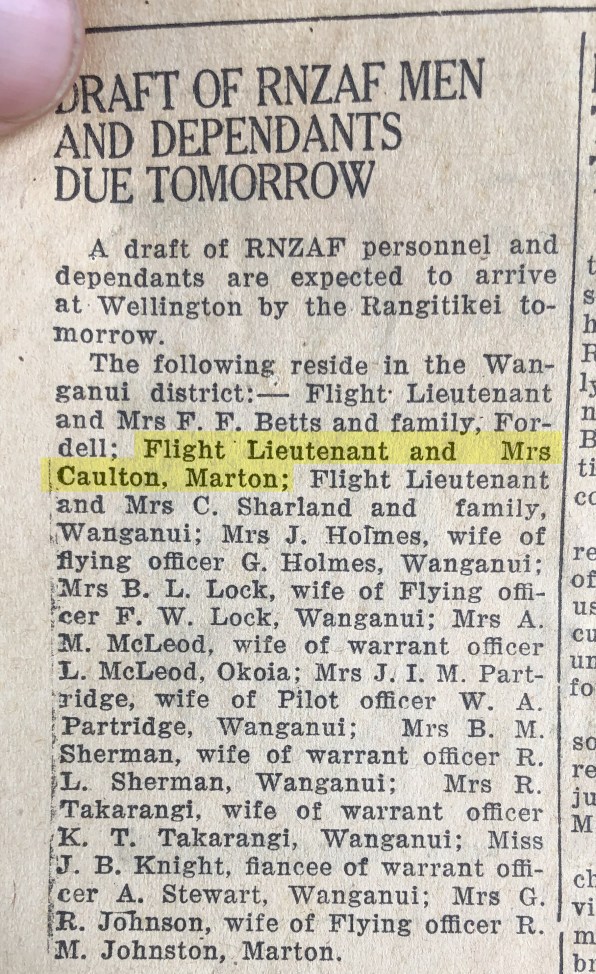 DRAFT OF RNZAF MEN
AND DEPENDANTS
DUE TOMORROW
A draft of RNZAF personnel and
dependants are expected to arrive
at Wellington by the Rangitikei to-
morrow.
The following reside in the Wan-
ganui district:— Flight Lieutenant
and Mrs F. F. Betts and family, For-
dell; Flight Lieutenant and Mrs
Caulton, Marton; Flight Lieutenant
and Mrs C. Sharland and family,
Wanganui; Mrs J. Holmes, wife of
flying officer G. Holmes, Wanganui;
Mrs B. L. Lock, wife of Flying offi-
cer F. W. Lock, Wanganui; Mrs A.
M. McLeod, wife of warrant officer
L. McLeod, Okoia; Mrs J. I. M. Part-
ridge, wife of Pilot officer W. A.
Partridge, Wanganui; Mrs B. M.
Sherman, wife of warrant officer R.
L. Sherman, Wanganui; Mrs R.
Takarangi, wife of warrant officer
K. T. Takarangi, Wanganui; Miss
J. B. Knight, fiancee of warrant offi-
cer A. Stewart, Wanganui; Mrs G.
R. Johnson, wife of Flying officer R.
M. Johnston, Marton.